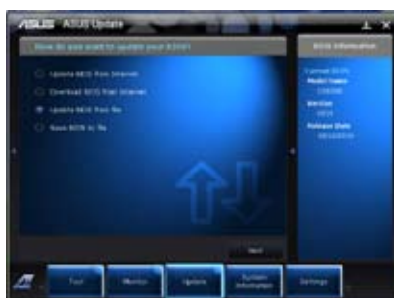 ASUS ASUS Update
How do you want to update your BIOS?
Update BIOS from Internet
Download BIOS from Internet
Update BIOS from file
Save BIOS to file
Next
BIOS Information
Current BIOS
Model Name
Version
Release Date
Tool
Monitor
Update
System
Information
Settings